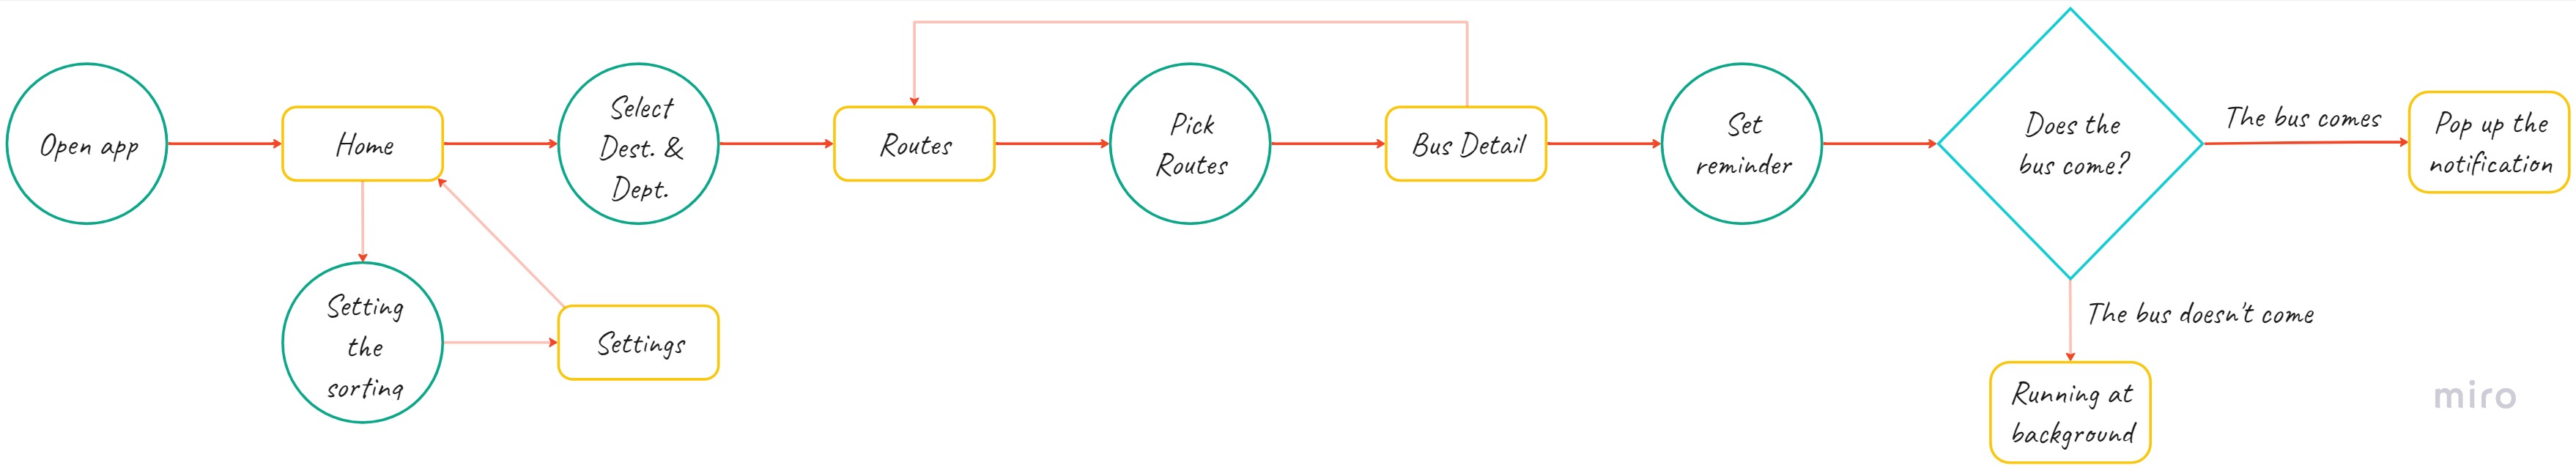 Open app
Home
Select
Dest. &
Dept.
Routes
Pick
Routes
Bus Detail
Set
reminder
Does the
bus come?
The bus comes
Pop up the
notification
The bus doesn't come
Running at
background
Setting
the
sorting
Settings
miro